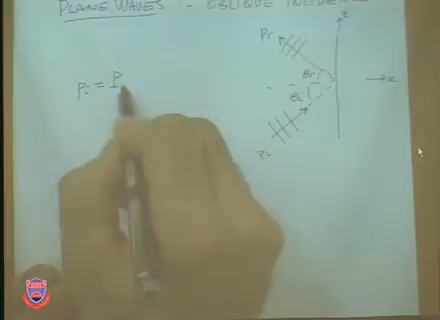 PLANE WAVES - OBLIQUE INCIDENCE
z
Pr
θr
x
θi
Pi
Pi = P